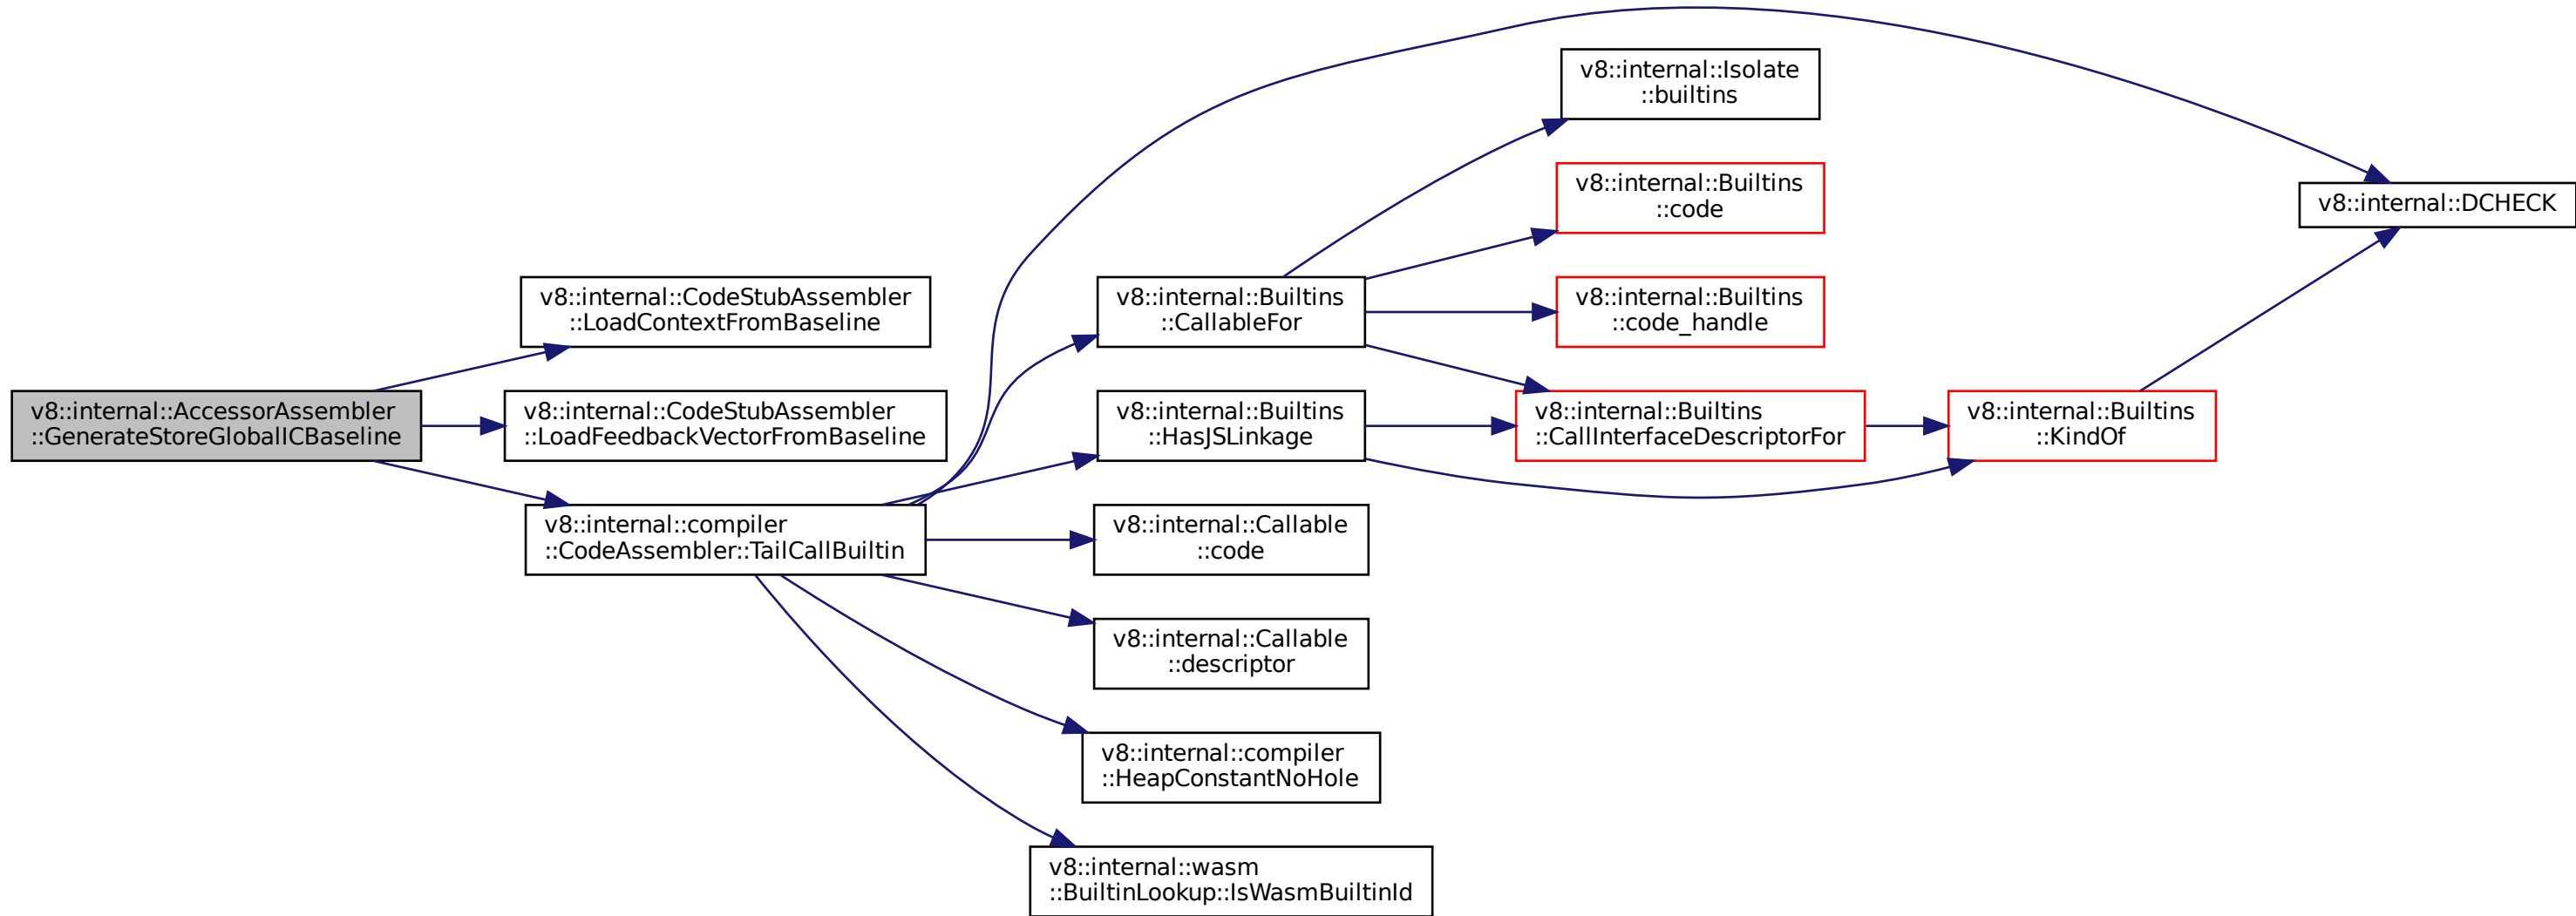 v8::internal::AccessorAssembler
::GenerateStoreGlobalICBaseline
v8::internal::CodeStubAssembler
::LoadContextFromBaseline
v8::internal::CodeStubAssembler
::LoadFeedbackVectorFromBaseline
v8::internal::compiler
::CodeAssembler::TailCallBuiltin
v8::internal::Builtins
::CallableFor
v8::internal::Builtins
::HasJSLinkage
v8::internal::Callable
::code
v8::internal::Callable
::descriptor
v8::internal::compiler
::HeapConstantNoHole
v8::internal::wasm
::BuiltinLookup::IsWasmBuiltinId
v8::internal::Isolate
::builtins
v8::internal::Builtins
::code
v8::internal::Builtins
::code_handle
v8::internal::Builtins
::CallInterfaceDescriptorFor
v8::internal::Builtins
::KindOf
v8::internal::DCHECK